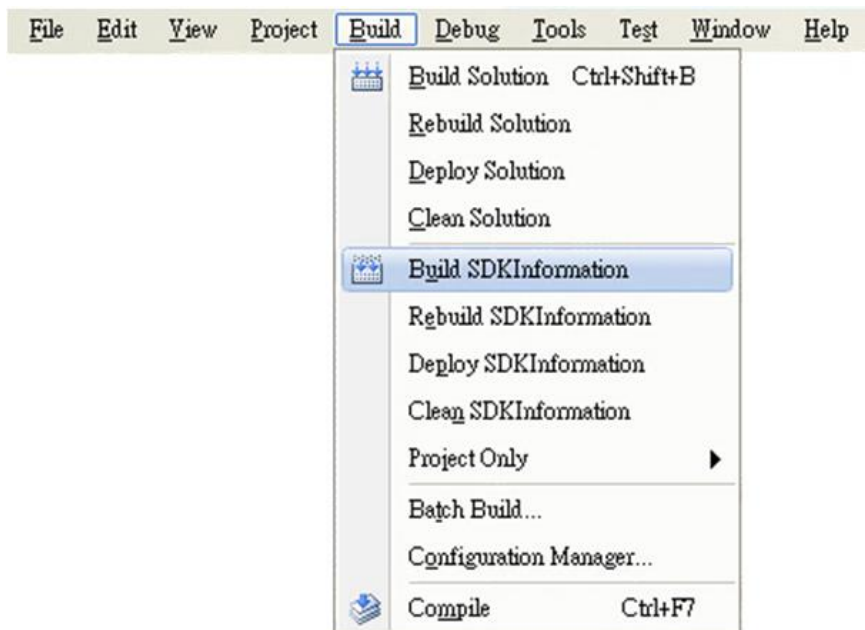 File Edit View Project Build Debug Tools Test Window Help
Build Solution Ctrl+Shift+B
Rebuild Solution
Deploy Solution
Clean Solution
Build SDKInformation
Rebuild SDKInformation
Deploy SDKInformation
Clean SDKInformation
Project Only
Batch Build...
Configuration Manager...
Compile Ctrl+F7